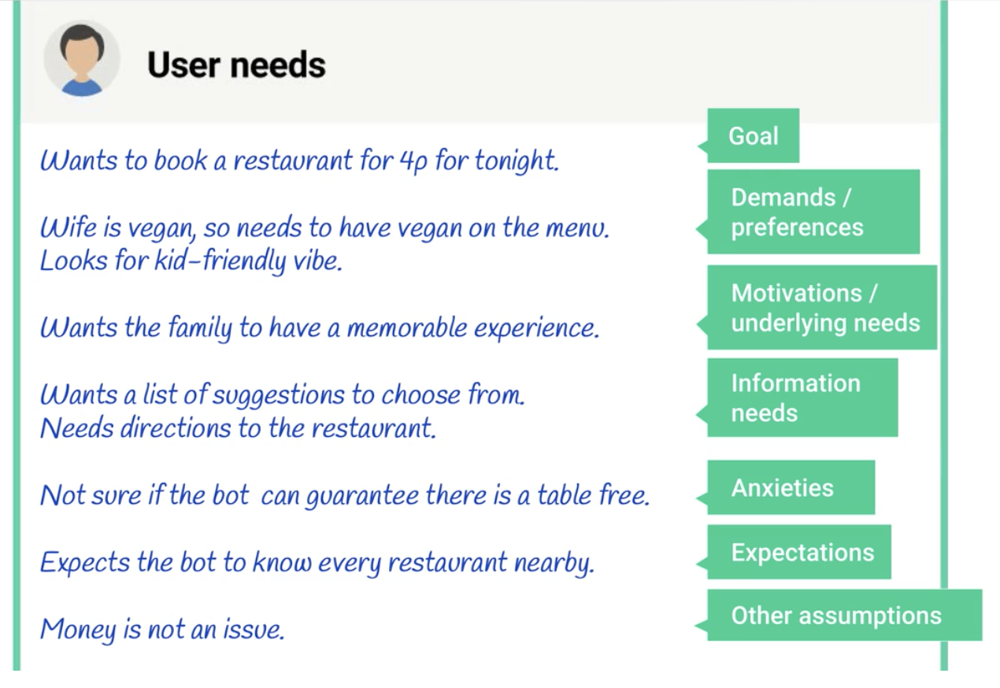 User needs
Goal
Wants to book a restaurant for 4p for tonight.
Demands /
preferences
Wife is vegan, so needs to have vegan on the menu.
Looks for kid-friendly vibe.
Motivations /
underlying needs
Wants the family to have a memorable experience.
Information
needs
Wants a list of suggestions to choose from.
Needs directions to the restaurant.
Anxieties
Not sure if the bot can guarantee there is a table free.
Expectations
Expects the bot to know every restaurant nearby.
Other assumptions
Money is not an issue.